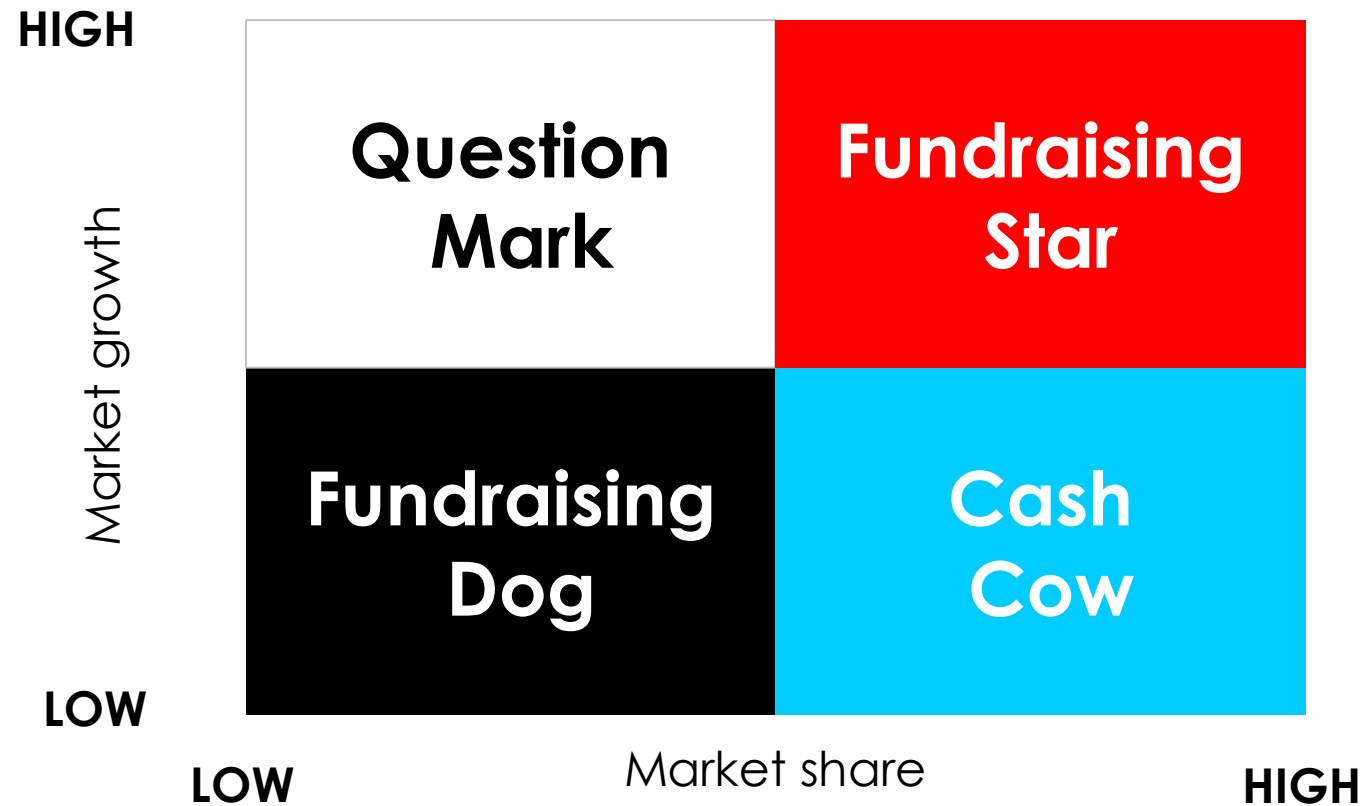 HIGH
Question
Mark
Fundraising
Star
Market growth
Fundraising
Dog
Cash
Cow
LOW
LOW
Market share
HIGH